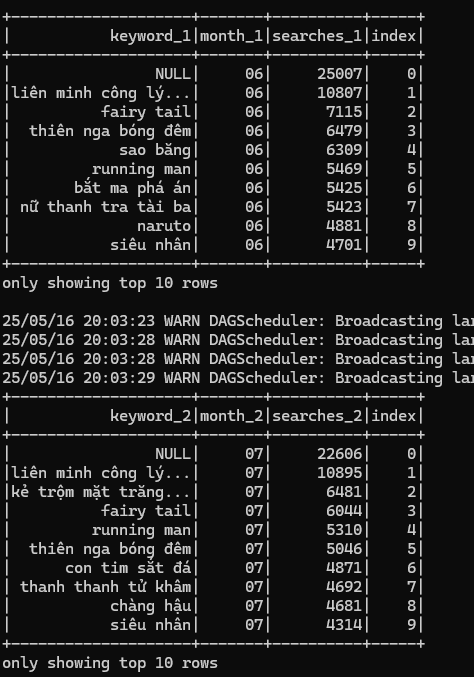 +--------------------+-------+----------+-----+
|           keyword_1|month_1|searches_1|index|
+--------------------+-------+----------+-----+
|                NULL|     06|     25007|    0|
|liên minh công lý...|     06|     10807|    1|
|          fairy tail|     06|      7115|    2|
|  thiên nga bóng đêm|     06|      6479|    3|
|            sao băng|     06|      6309|    4|
|         running man|     06|      5469|    5|
|       bắt ma phá án|     06|      5425|    6|
| nữ thanh tra tài ba|     06|      5423|    7|
|              naruto|     06|      4881|    8|
|           siêu nhân|     06|      4701|    9|
+--------------------+-------+----------+-----+
only showing top 10 rows
25/05/16 20:03:23 WARN DAGScheduler: Broadcasting lar
25/05/16 20:03:28 WARN DAGScheduler: Broadcasting lar
25/05/16 20:03:28 WARN DAGScheduler: Broadcasting lar
25/05/16 20:03:29 WARN DAGScheduler: Broadcasting lar
+--------------------+-------+----------+-----+
|           keyword_2|month_2|searches_2|index|
+--------------------+-------+----------+-----+
|                NULL|     07|     22606|    0|
|liên minh công lý...|     07|     10895|    1|
|kẻ trộm mặt trăng...|     07|      6481|    2|
|          fairy tail|     07|      6044|    3|
|         running man|     07|      5310|    4|
|  thiên nga bóng đêm|     07|      5046|    5|
|      con tim sắt đá|     07|      4871|    6|
| thanh thanh tử khâm|     07|      4692|    7|
|           chàng hậu|     07|      4681|    8|
|           siêu nhân|     07|      4314|    9|
+--------------------+-------+----------+-----+
only showing top 10 rows